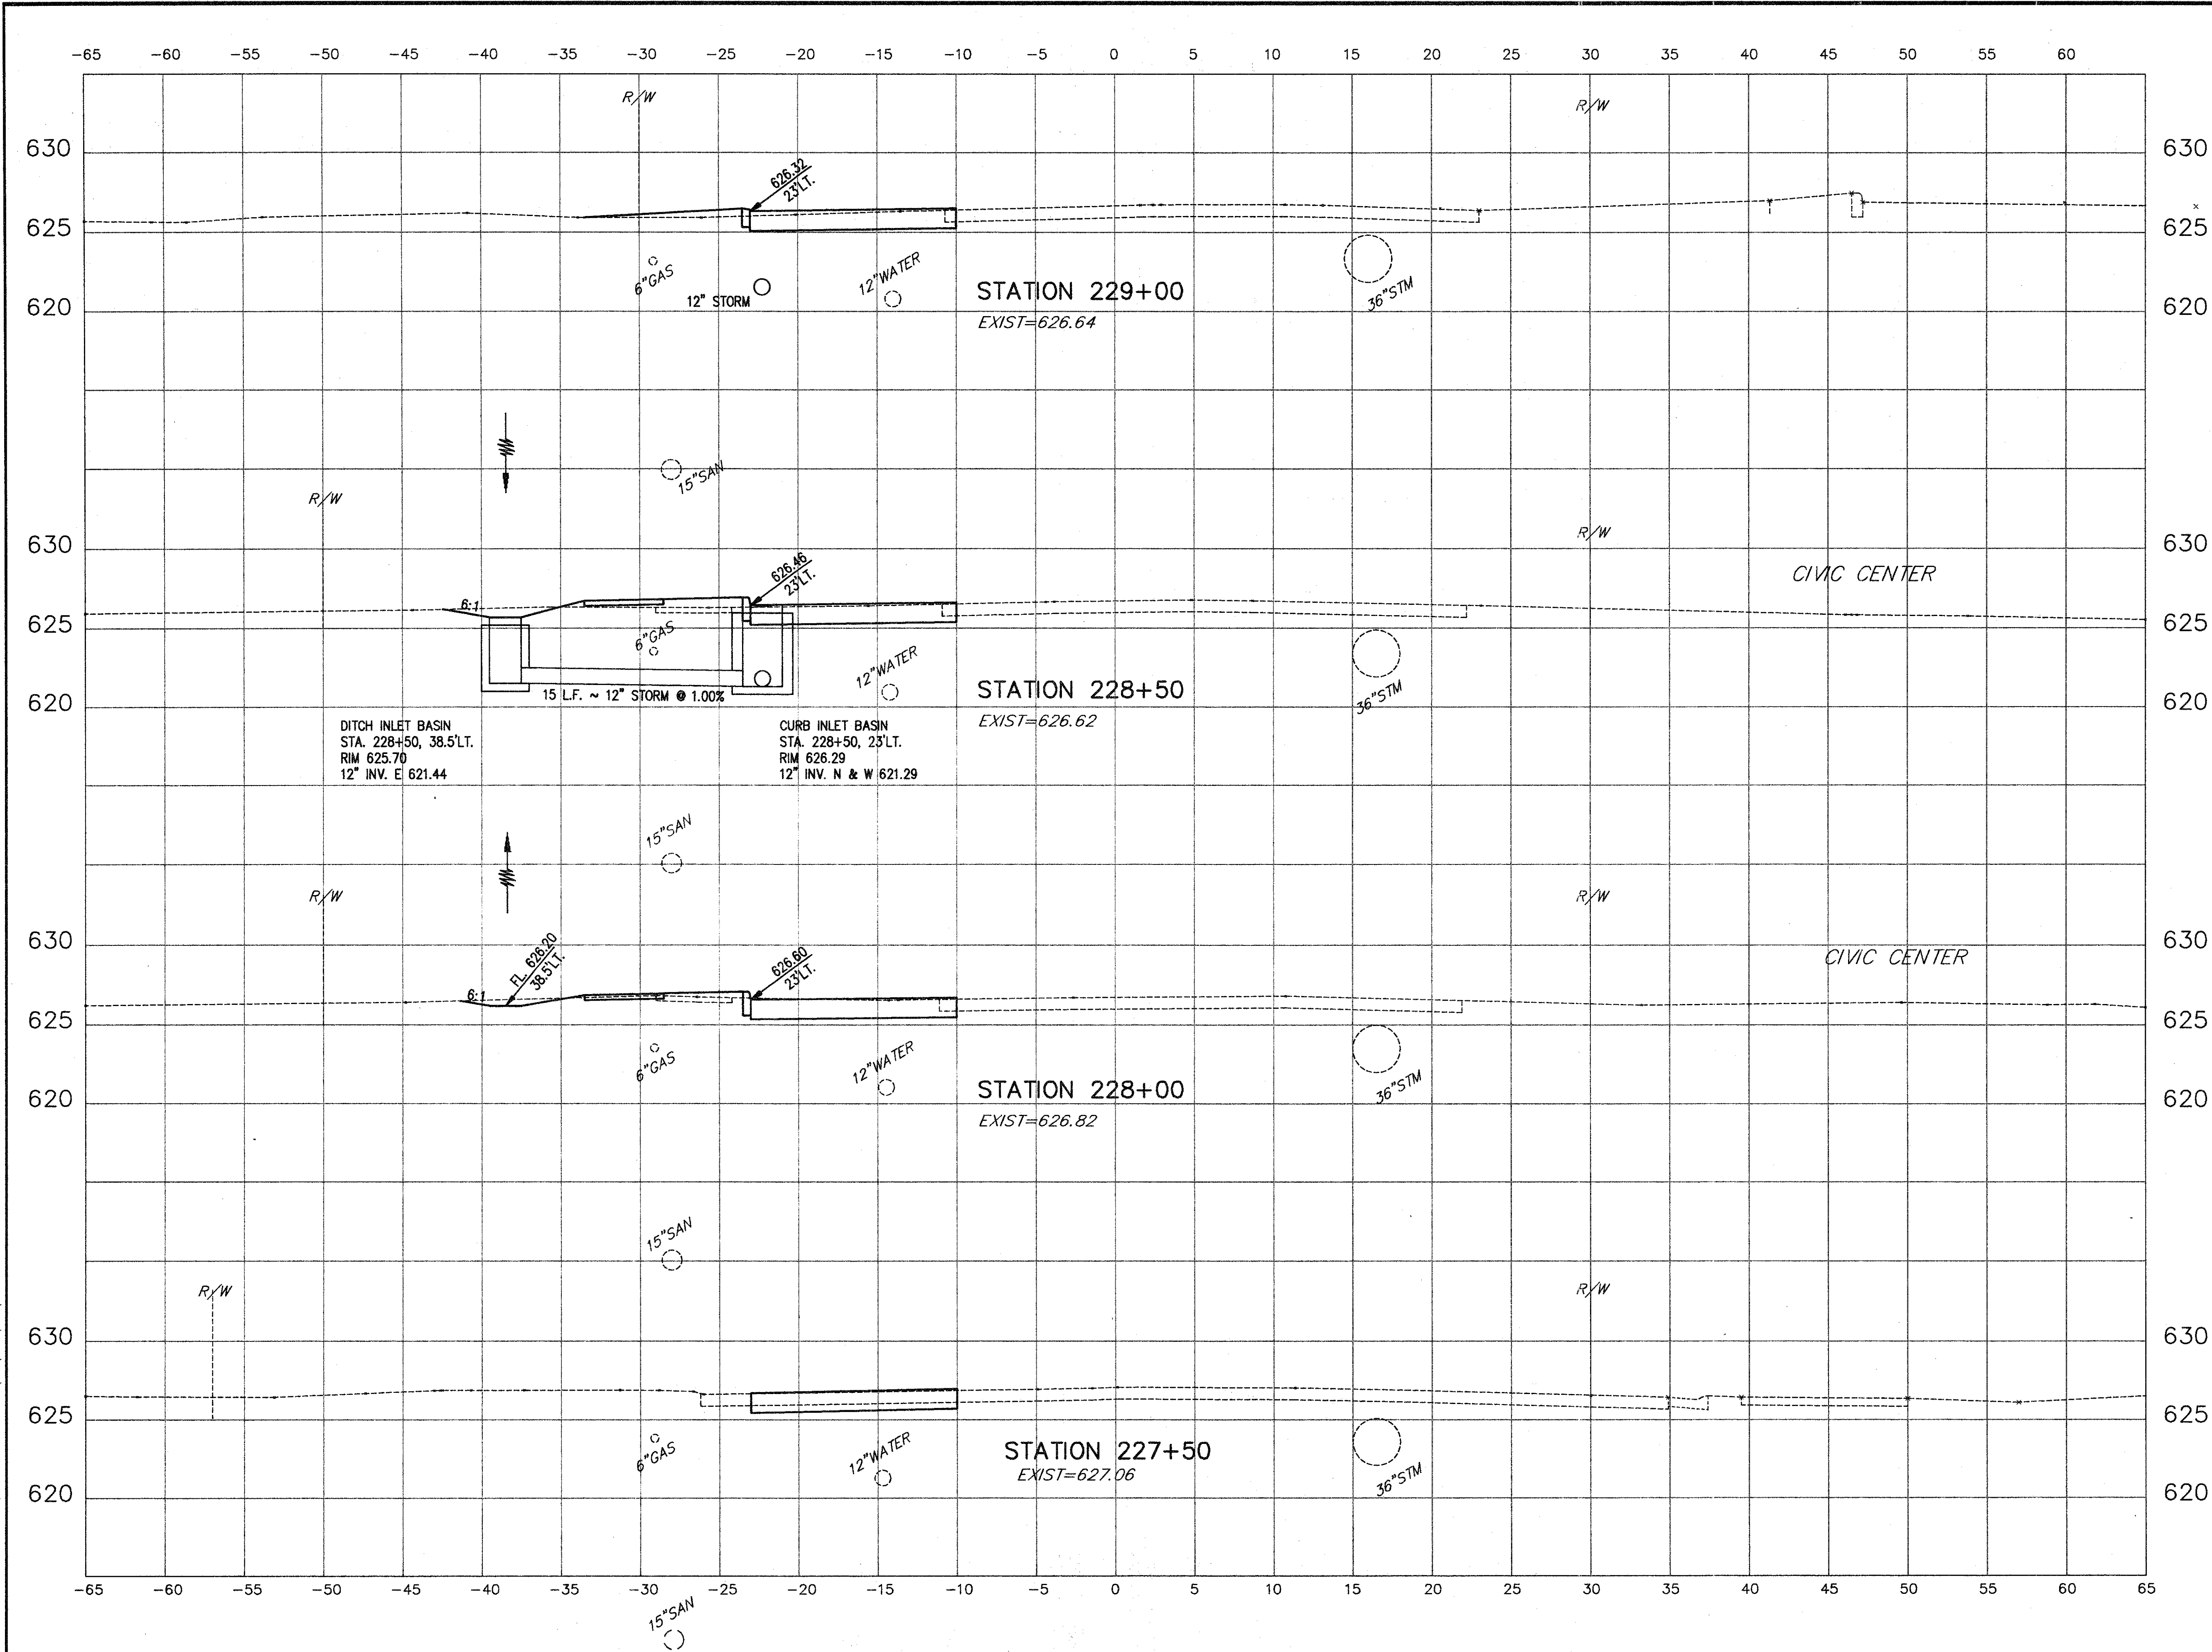 -65 -60 -55 -50 -45 -40 -35 -30 -25 -20 -15 -10 -5 0 5 10 15 20 25 30 35 40 45 50 55 60
R/W
R/W
630
630
626.32
23'LT.
625
625
6"GAS
12" STORM
12"WATER
STATION 229+00
EXIST=626.64
36"STM
620
620
15"SAN
R/W
R/W
630
630
CIVIC CENTER
626.46
23'LT.
6:1
625
625
6"GAS
12"WATER
15 L.F. ~ 12" STORM @ 1.00%
STATION 228+50
EXIST=626.62
36"STM
620
620
DITCH INLET BASIN
STA. 228+50, 38.5'LT.
RIM 625.70
12" INV. E 621.44
CURB INLET BASIN
STA. 228+50, 23'LT.
RIM 626.29
12" INV. N & W 621.29
15"SAN
R/W
R/W
630
630
CIVIC CENTER
FL. 626.20
38.5'LT.
626.60
23'LT.
6:1
625
625
6"GAS
12"WATER
STATION 228+00
EXIST=626.82
36"STM
620
620
15"SAN
R/W
R/W
630
630
625
625
6"GAS
12"WATER
STATION 227+50
EXIST=627.06
36"STM
620
620
-65 -60 -55 -50 -45 -40 -35 -30 -25 -20 -15 -10 -5 0 5 10 15 20 25 30 35 40 45 50 55 60 65
15"SAN